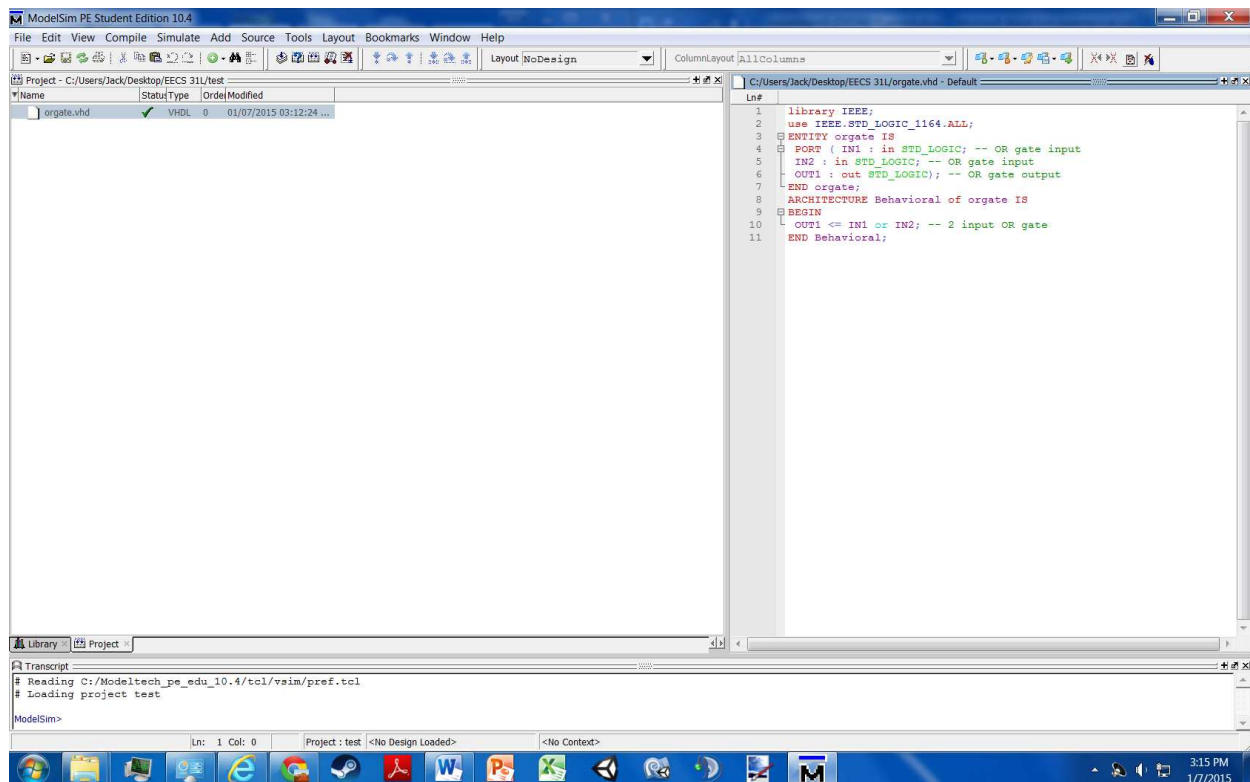 ModelSim PE Student Edition 10.4
File Edit View Compile Simulate Add Source Tools Layout Bookmarks Window Help
Layout NoDesign
ColumnLayout AllColumns
Project - C:/Users/Jack/Desktop/EECS 31L/test
Name Status Type Order Modified
orgate.vhd VHDL 0 01/07/2015 03:12:24 ...
C:/Users/Jack/Desktop/EECS 31L/orgate.vhd - Default
Ln#
1 library IEEE;
2 use IEEE.STD_LOGIC_1164.ALL;
3 ENTITY orgate IS
4 PORT ( IN1 : in STD_LOGIC; -- OR gate input
5 IN2 : in STD_LOGIC; -- OR gate input
6 OUT1 : out STD_LOGIC); -- OR gate output
7 END orgate;
8 ARCHITECTURE Behavioral of orgate IS
9 BEGIN
10 OUT1 <= IN1 or IN2; -- 2 input OR gate
11 END Behavioral;
Library Project
Transcript
# Reading C:/Modeltech_pe_edu_10.4/tcl/vsim/pref.tcl
# Loading project test
ModelSim>
Ln: 1 Col: 0 Project : test <No Design Loaded> <No Context>
3:15 PM
1/7/2015